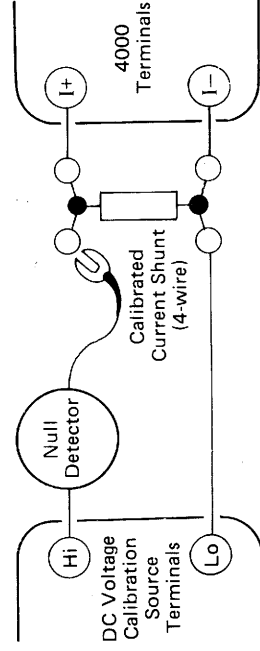 Hi
DC Voltage
Calibration
Source
Terminals
Lo
Null
Detector
Calibrated
Current Shunt
(4-wire)
I+
4000
Terminals
I−